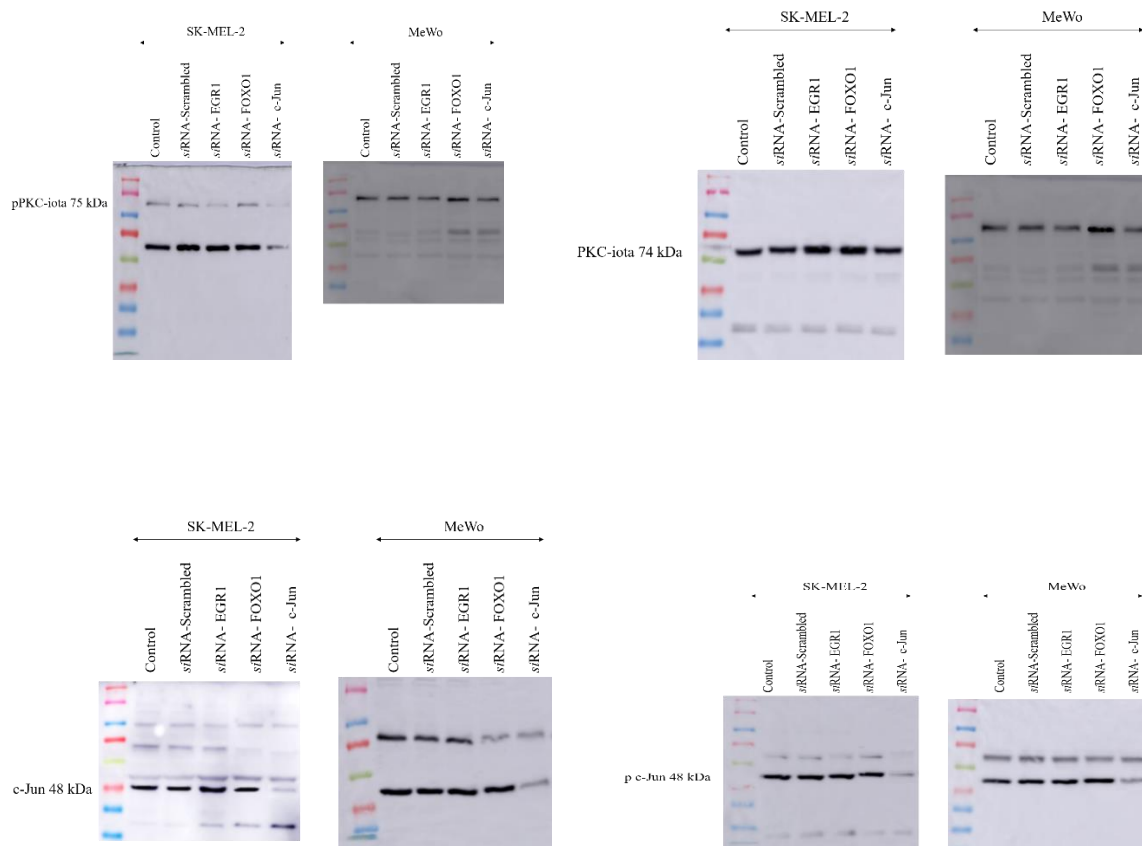 SK-MEL-2
MeWo
Control
siRNA-Scrambled
siRNA- EGR1
siRNA- FOXO1
siRNA- c-Jun
Control
siRNA-Scrambled
siRNA- EGR1
siRNA- FOXO1
siRNA- c-Jun
pPKC-iota 75 kDa
SK-MEL-2
MeWo
Control
siRNA-Scrambled
siRNA- EGR1
siRNA- FOXO1
siRNA- c-Jun
Control
siRNA-Scrambled
siRNA- EGR1
siRNA- FOXO1
siRNA- c-Jun
PKC-iota 74 kDa
SK-MEL-2
MeWo
Control
siRNA-Scrambled
siRNA- EGR1
siRNA- FOXO1
siRNA- c-Jun
Control
siRNA-Scrambled
siRNA- EGR1
siRNA- FOXO1
siRNA- c-Jun
c-Jun 48 kDa
SK-MEL-2
MeWo
Control
siRNA-Scrambled
siRNA- EGR1
siRNA- FOXO1
siRNA- c-Jun
Control
siRNA-Scrambled
siRNA- EGR1
siRNA- FOXO1
siRNA- c-Jun
p c-Jun 48 kDa